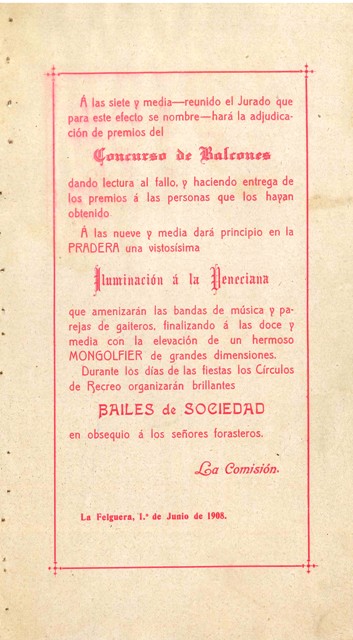 Á las siete y media—reunido el Jurado que
para este efecto se nombre—hará la adjudica-
ción de premios del
Concurso de Balcones
dando lectura al fallo, y haciendo entrega de
los premios á las personas que los hayan
obtenido
Á las nueve y media dará principio en la
PRADERA una vistosísima
Iluminación á la Veneciana
que amenizarán las bandas de música y pa-
rejas de gaiteros, finalizando á las doce y
media con la elevación de un hermoso
MONGOLFIER de grandes dimensiones.
Durante los días de las fiestas los Círculos
de Recreo organizarán brillantes
BAILES de SOCIEDAD
en obsequio á los señores forasteros.
La Comisión.
La Felguera, 1.º de Junio de 1908.